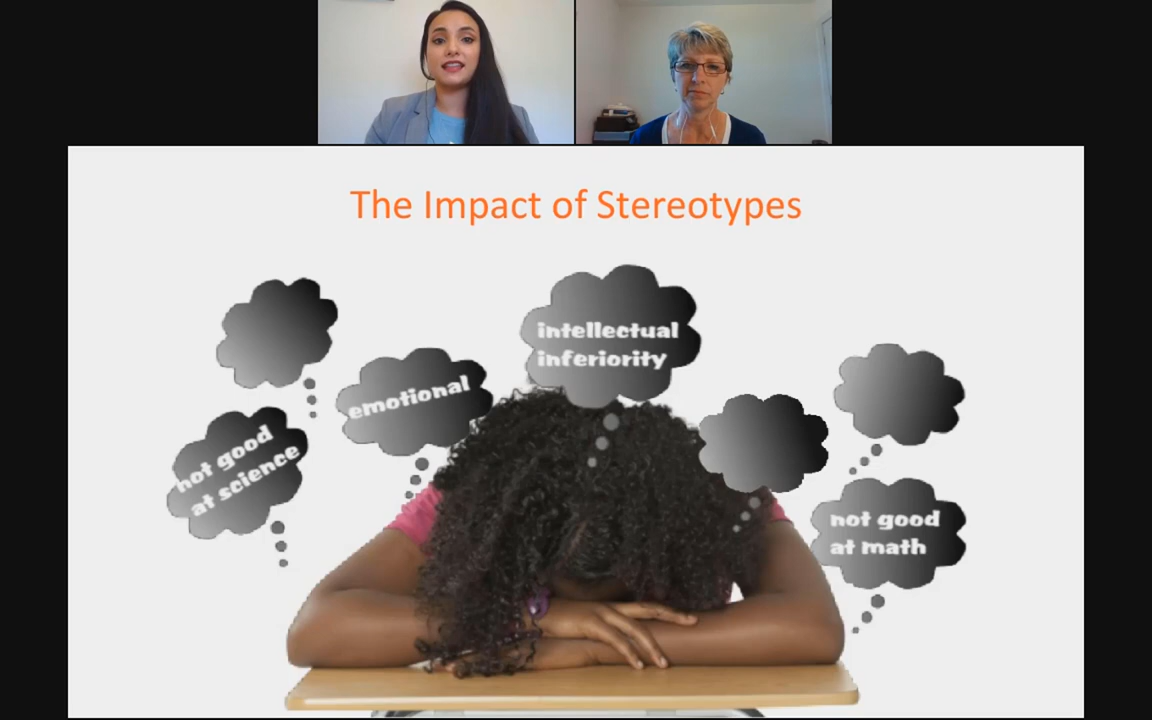 The Impact of Stereotypes
intellectual
inferiority
emotional
not good
at science
not good
at math